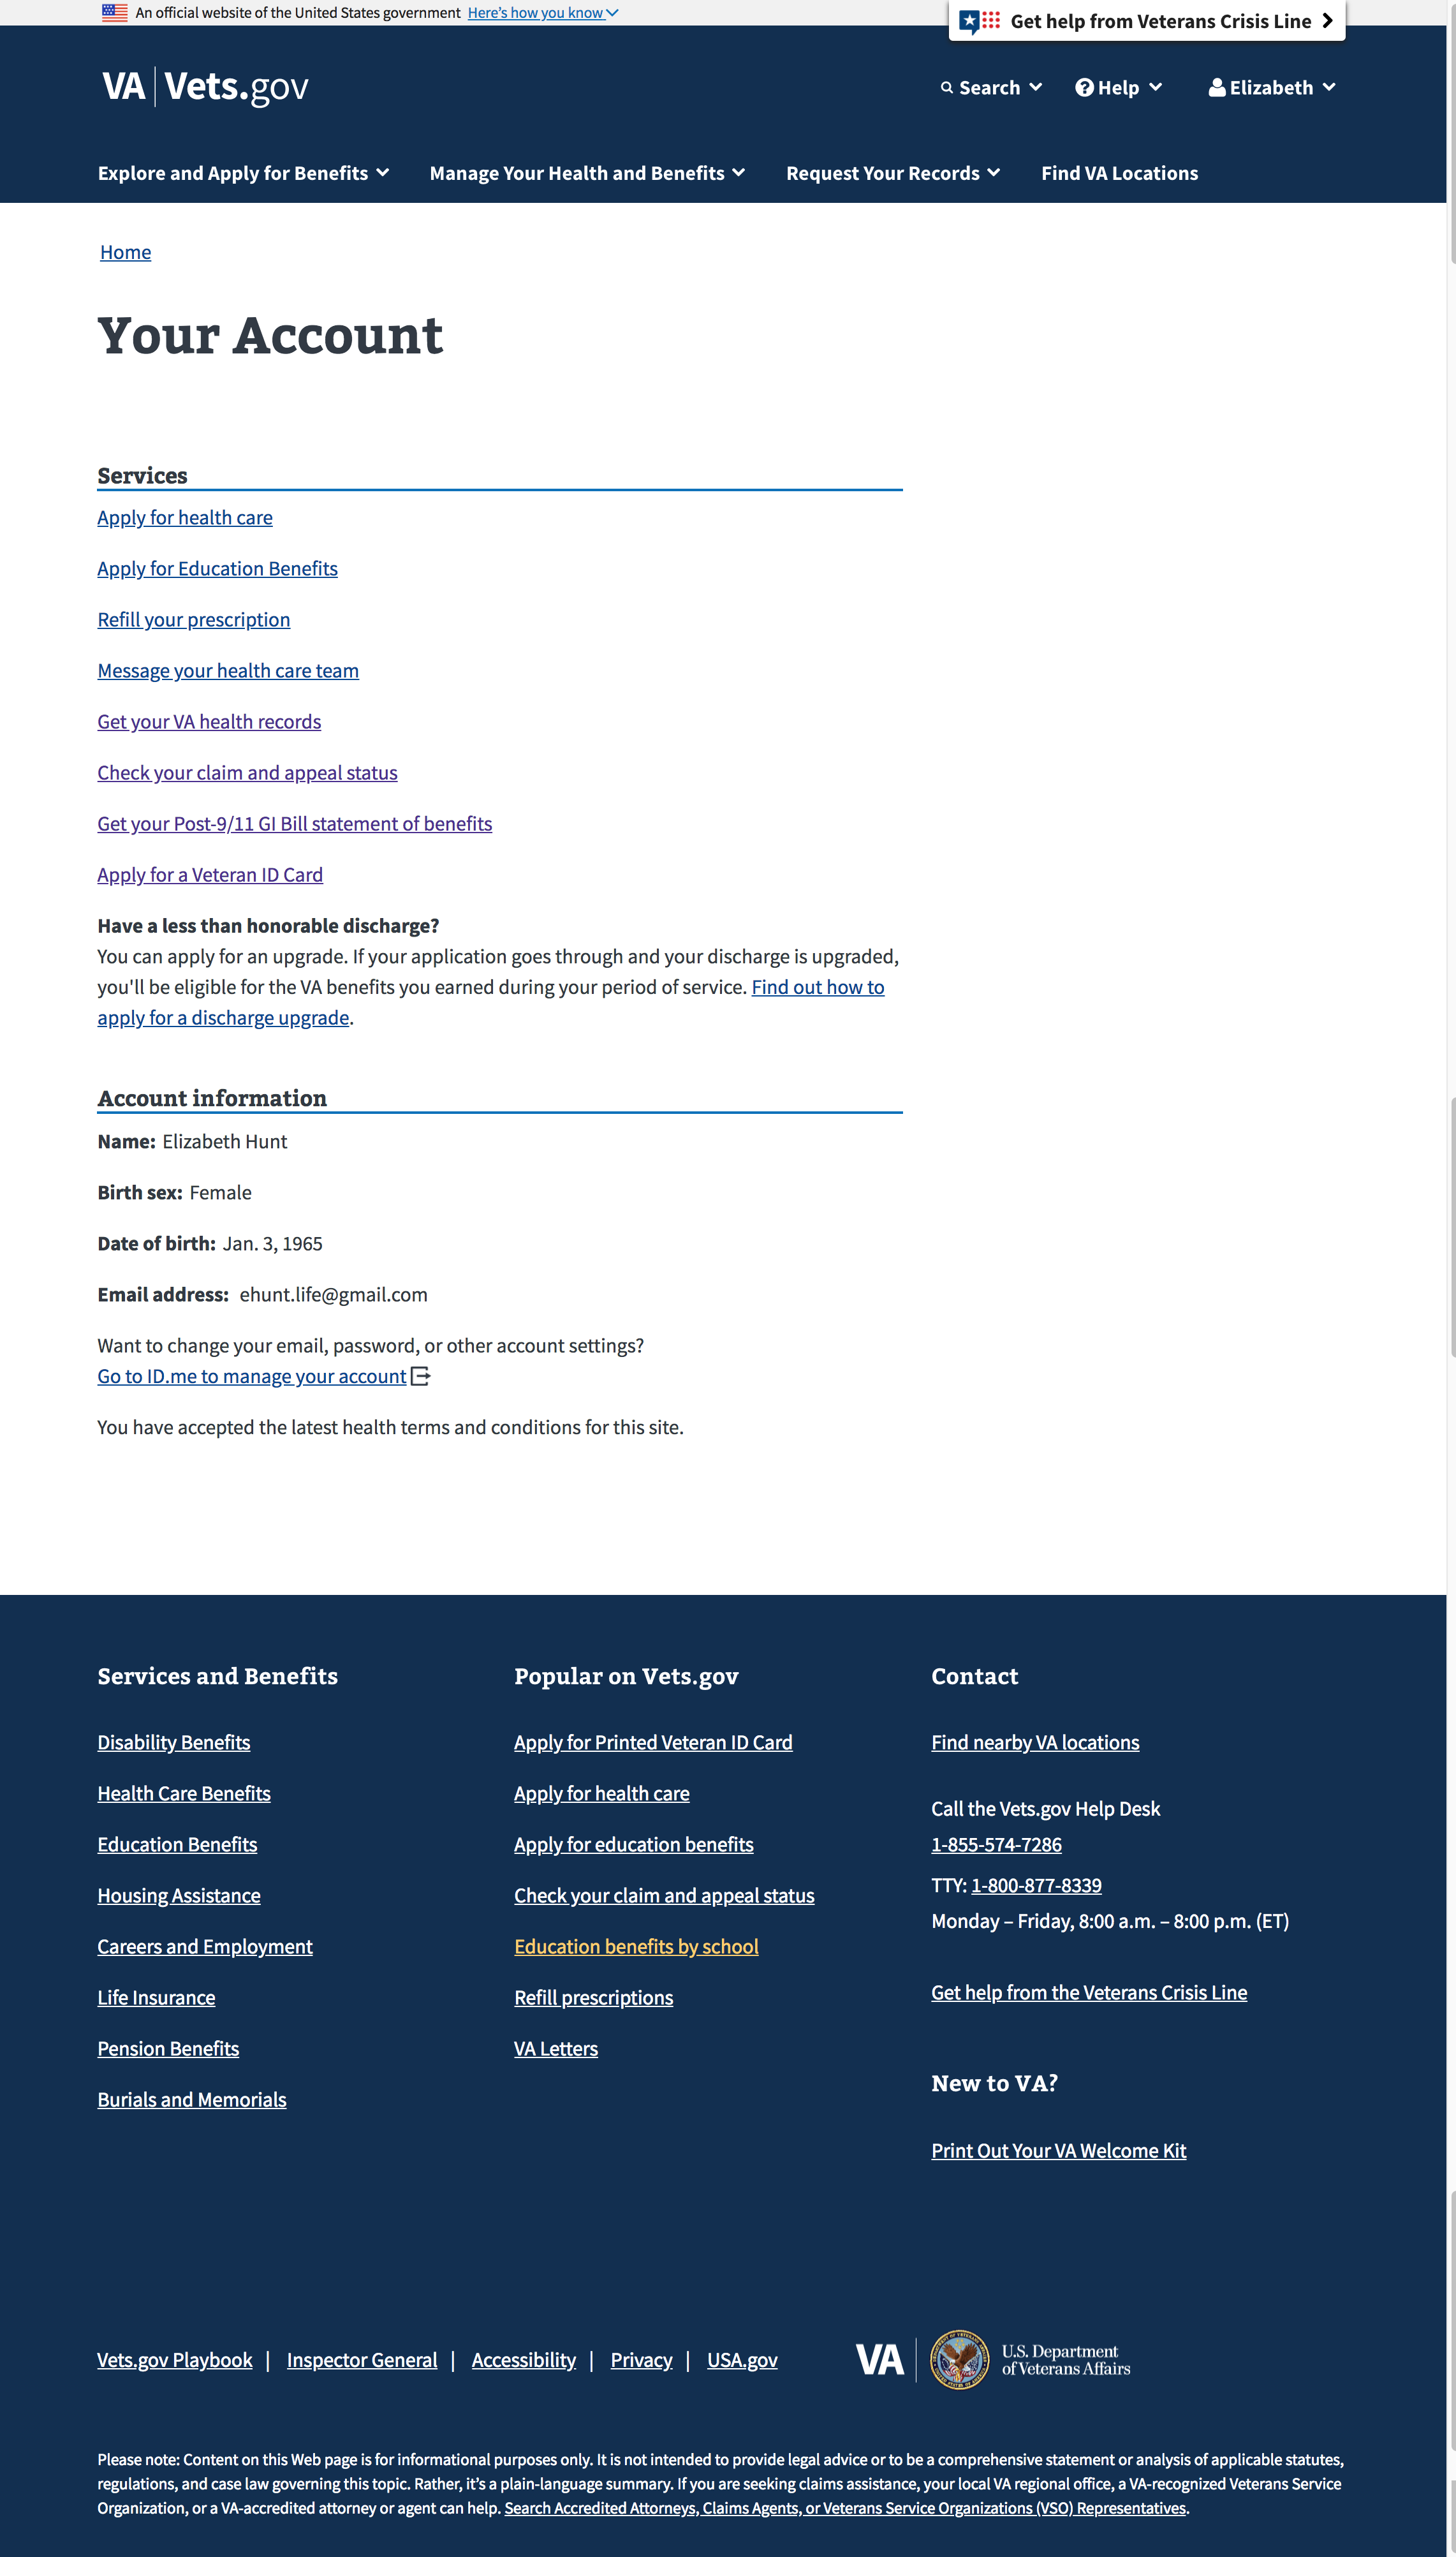 An official website of the United States government Here's how you know
Get help from Veterans Crisis Line
VA | Vets.gov
Search
Help
Elizabeth
Explore and Apply for Benefits
Manage Your Health and Benefits
Request Your Records
Find VA Locations
Home
Your Account
Services
Apply for health care
Apply for Education Benefits
Refill your prescription
Message your health care team
Get your VA health records
Check your claim and appeal status
Get your Post-9/11 GI Bill statement of benefits
Apply for a Veteran ID Card
Have a less than honorable discharge?
You can apply for an upgrade. If your application goes through and your discharge is upgraded,
you'll be eligible for the VA benefits you earned during your period of service. Find out how to
apply for a discharge upgrade.
Account information
Name: Elizabeth Hunt
Birth sex: Female
Date of birth: Jan. 3, 1965
Email address: ehunt.life@gmail.com
Want to change your email, password, or other account settings?
Go to ID.me to manage your account
You have accepted the latest health terms and conditions for this site.
Services and Benefits
Disability Benefits
Health Care Benefits
Education Benefits
Housing Assistance
Careers and Employment
Life Insurance
Pension Benefits
Burials and Memorials
Popular on Vets.gov
Apply for Printed Veteran ID Card
Apply for health care
Apply for education benefits
Check your claim and appeal status
Education benefits by school
Refill prescriptions
VA Letters
Contact
Find nearby VA locations
Call the Vets.gov Help Desk
1-855-574-7286
TTY: 1-800-877-8339
Monday – Friday, 8:00 a.m. – 8:00 p.m. (ET)
Get help from the Veterans Crisis Line
New to VA?
Print Out Your VA Welcome Kit
Vets.gov Playbook | Inspector General | Accessibility | Privacy | USA.gov
VA
U.S. Department
of Veterans Affairs
Please note: Content on this Web page is for informational purposes only. It is not intended to provide legal advice or to be a comprehensive statement or analysis of applicable statutes,
regulations, and case law governing this topic. Rather, it's a plain-language summary. If you are seeking claims assistance, your local VA regional office, a VA-recognized Veterans Service
Organization, or a VA-accredited attorney or agent can help. Search Accredited Attorneys, Claims Agents, or Veterans Service Organizations (VSO) Representatives.